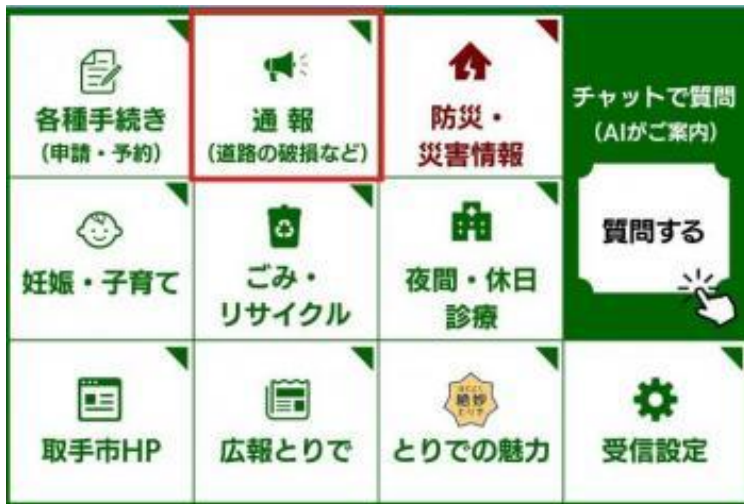 各種手続き
(申請・予約)
通 報
(道路の破損など)
防災・
災害情報
チャットで質問
(AIがご案内)
質問する
妊娠・子育て
ごみ・
リサイクル
夜間・休日
診療
取手市HP
広報とりで
絶妙
とりでの魅力
受信設定